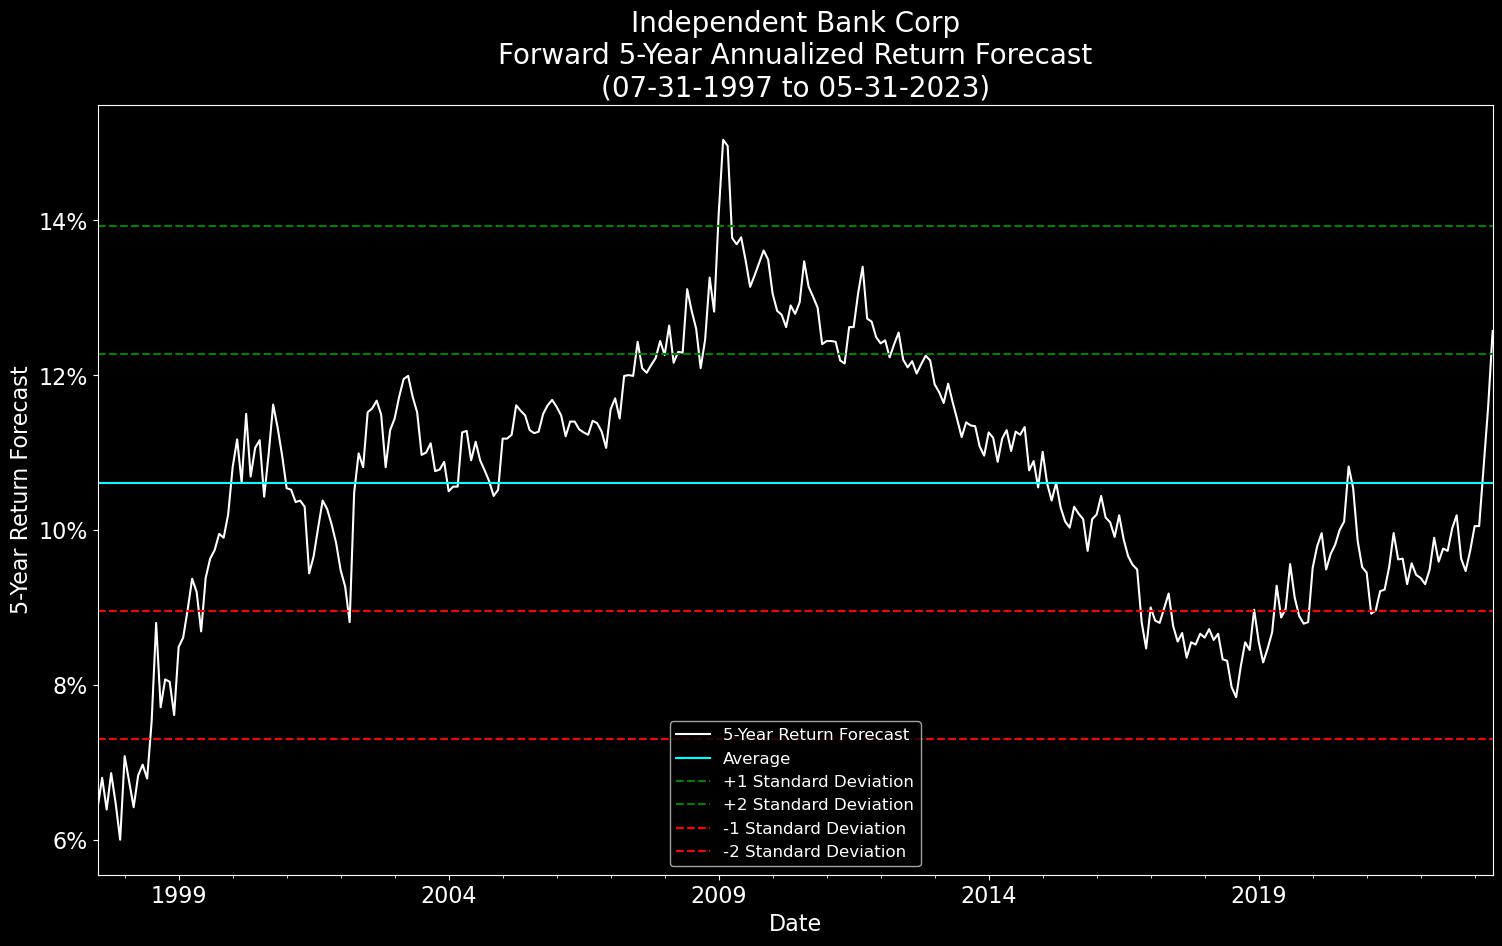 Independent Bank Corp
Forward 5-Year Annualized Return Forecast
(07-31-1997 to 05-31-2023)
5-Year Return Forecast
14%
12%
10%
8%
6%
5-Year Return Forecast
Average
+1 Standard Deviation
+2 Standard Deviation
-1 Standard Deviation
-2 Standard Deviation
1999 2004 2009 2014 2019
Date